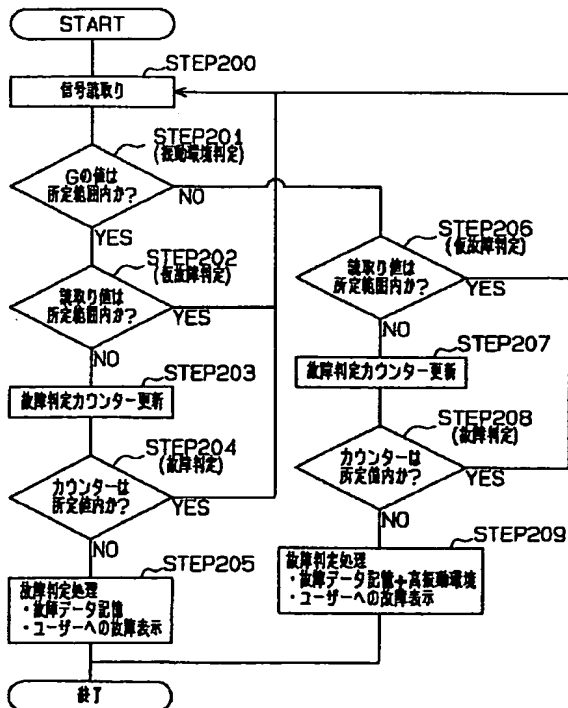 START
STEP200
信号読取り
STEP201
(振動環境判定)
Gの値は
所定範囲内か?
NO
YES
STEP202
(仮故障判定)
読取り値は
所定範囲内か?
YES
NO
STEP203
故障判定カウンター更新
STEP204
(故障判定)
カウンターは
所定値内か?
YES
NO
STEP205
故障判定処理
・故障データ記憶
・ユーザーへの故障表示
終了
STEP206
(仮故障判定)
読取り値は
所定範囲内か?
YES
NO
STEP207
故障判定カウンター更新
STEP208
(故障判定)
カウンターは
所定値内か?
YES
NO
STEP209
故障判定処理
・故障データ記憶+高振動環境
・ユーザーへの故障表示